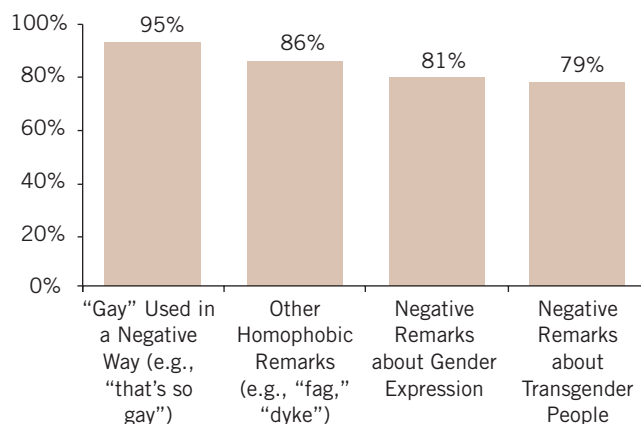 100%
80%
60%
40%
20%
0%
95%
86%
81%
79%
“Gay” Used in
a Negative
Way (e.g.,
“that’s so
gay”)
Other
Homophobic
Remarks
(e.g., “fag,”
“dyke”)
Negative
Remarks
about Gender
Expression
Negative
Remarks
about
Transgender
People